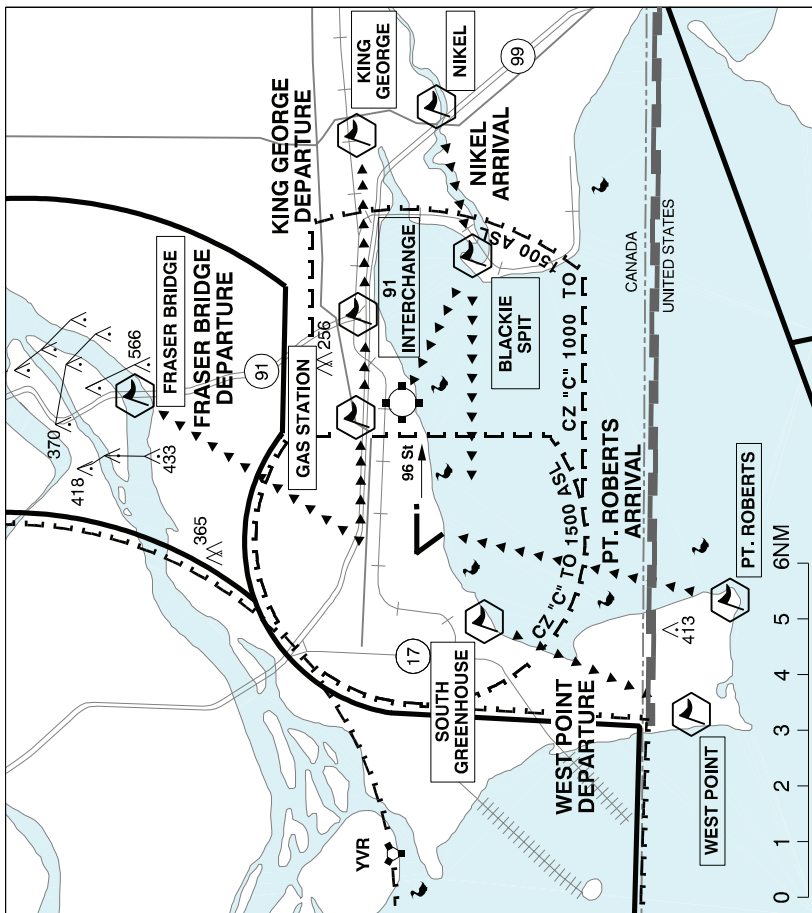 KING
GEORGE
NIKEL
99
KING GEORGE
DEPARTURE
NIKEL
ARRIVAL
FRASER BRIDGE
566
FRASER BRIDGE
DEPARTURE
91
256
GAS STATION
91
INTERCHANGE
1500 ASL
BLACKIE
SPIT
CZ "C" 1000 TO
CANADA
UNITED STATES
370
418
433
365
96 St
CZ "C" TO 1500 ASL
PT. ROBERTS
ARRIVAL
PT. ROBERTS
413
17
SOUTH
GREENHOUSE
WEST POINT
DEPARTURE
WEST POINT
YVR
0
1
2
3
4
5
6NM